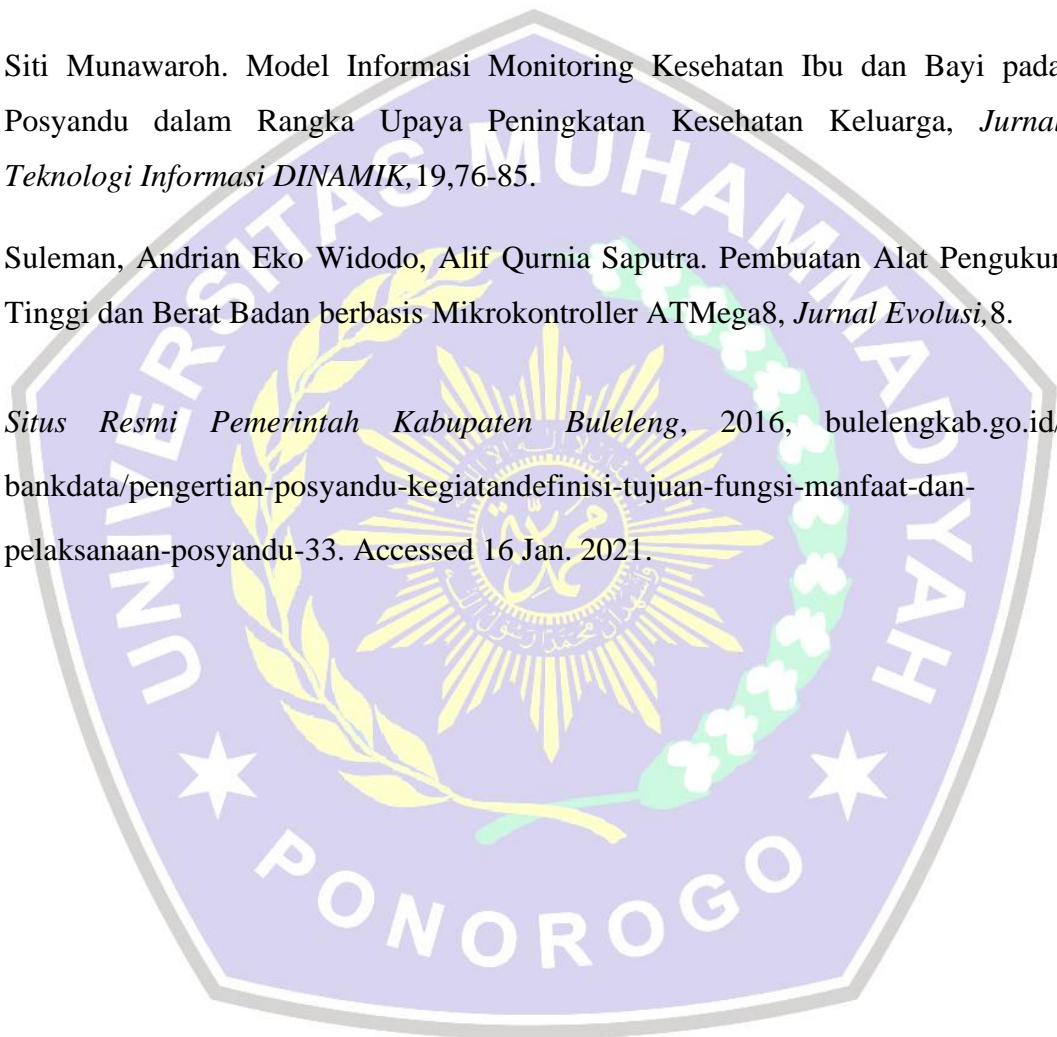 Siti Munawaroh. Model Informasi Monitoring Kesehatan Ibu dan Bayi pada
Posyandu dalam Rangka Upaya Peningkatan Kesehatan Keluarga, Jurnal
Teknologi Informasi DINAMIK,19,76-85.
Suleman, Andrian Eko Widodo, Alif Qurnia Saputra. Pembuatan Alat Pengukur
Tinggi dan Berat Badan berbasis Mikrokontroller ATMega8, Jurnal Evolusi,8.
Situs Resmi Pemerintah Kabupaten Buleleng, 2016, bulelengkab.go.id/
bankdata/pengertian-posyandu-kegiatandefinisi-tujuan-fungsi-manfaat-dan-
pelaksanaan-posyandu-33. Accessed 16 Jan. 2021.
UNIVERSITAS MUHAMMADIYAH
PONOROGO